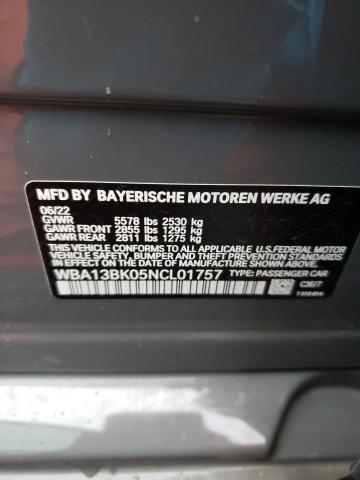 MFD BY BAYERISCHE MOTOREN WERKE AG
06/22
GVWR 5578 lbs 2530 kg
GAWR FRONT 2855 lbs 1295 kg
GAWR REAR 2811 lbs 1275 kg
THIS VEHICLE CONFORMS TO ALL APPLICABLE U.S.FEDERAL MOTOR
VEHICLE SAFETY, BUMPER, AND THEFT PREVENTION STANDARDS
IN EFFECT ON THE DATE OF MANUFACTURE SHOWN ABOVE.
WBA13BK05NCL01757 TYPE: PASSENGER CAR
C3E/7